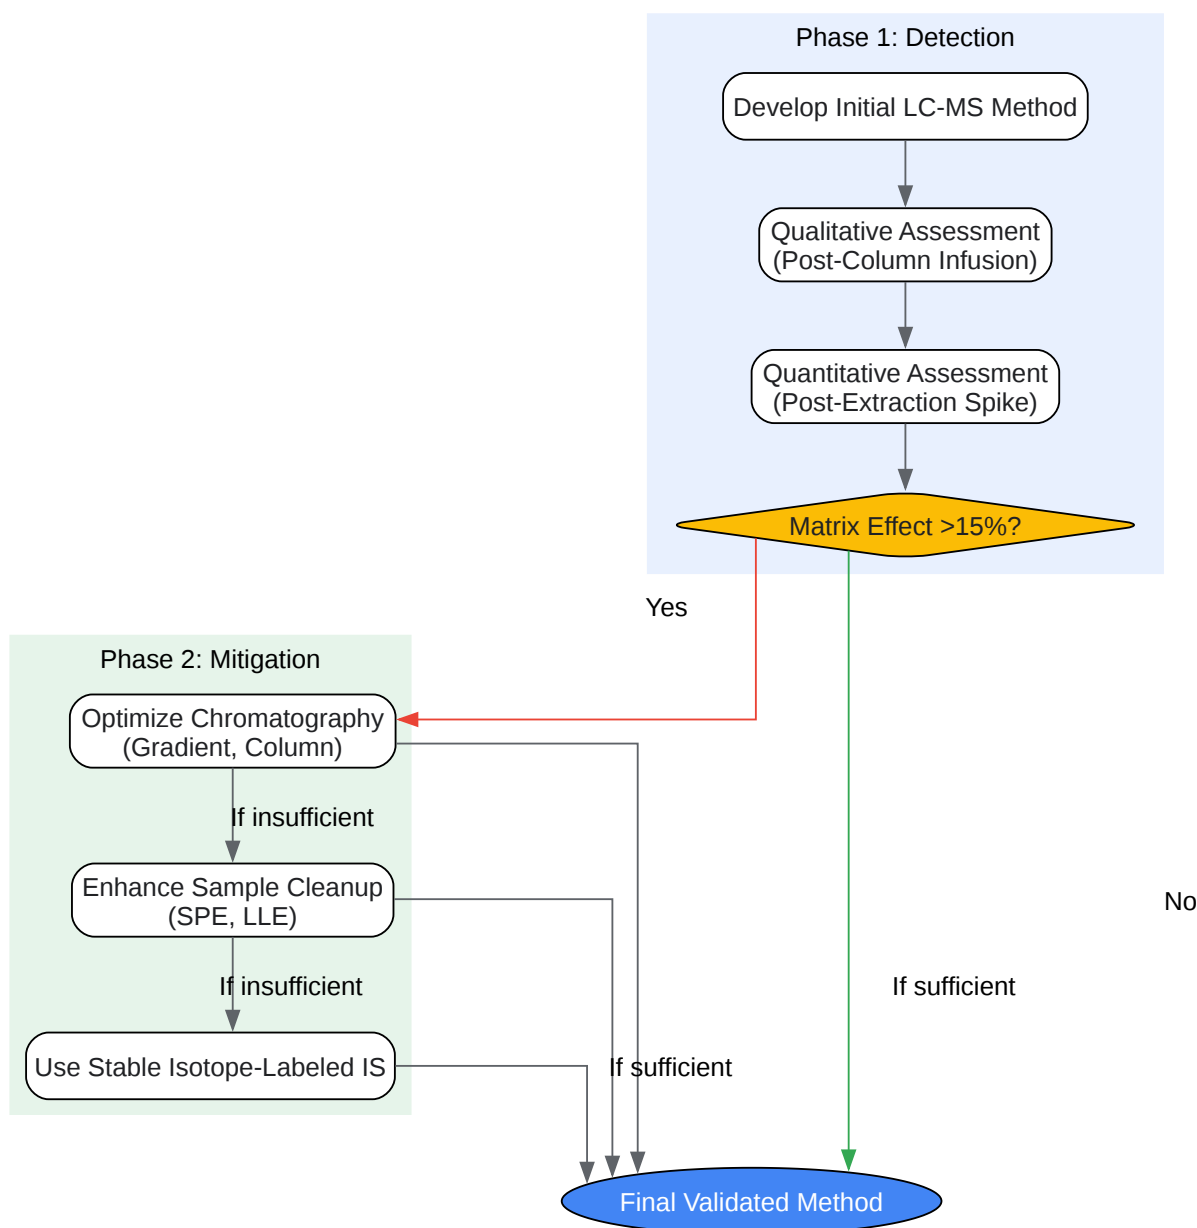 Phase 1: Detection
Develop Initial LC-MS Method
Qualitative Assessment
(Post-Column Infusion)
Quantitative Assessment
(Post-Extraction Spike)
Matrix Effect >15%?
Yes
Phase 2: Mitigation
Optimize Chromatography
(Gradient, Column)
If insufficient
Enhance Sample Cleanup
(SPE, LLE)
No
If insufficient
If sufficient
Use Stable Isotope-Labeled IS
If sufficient
Final Validated Method